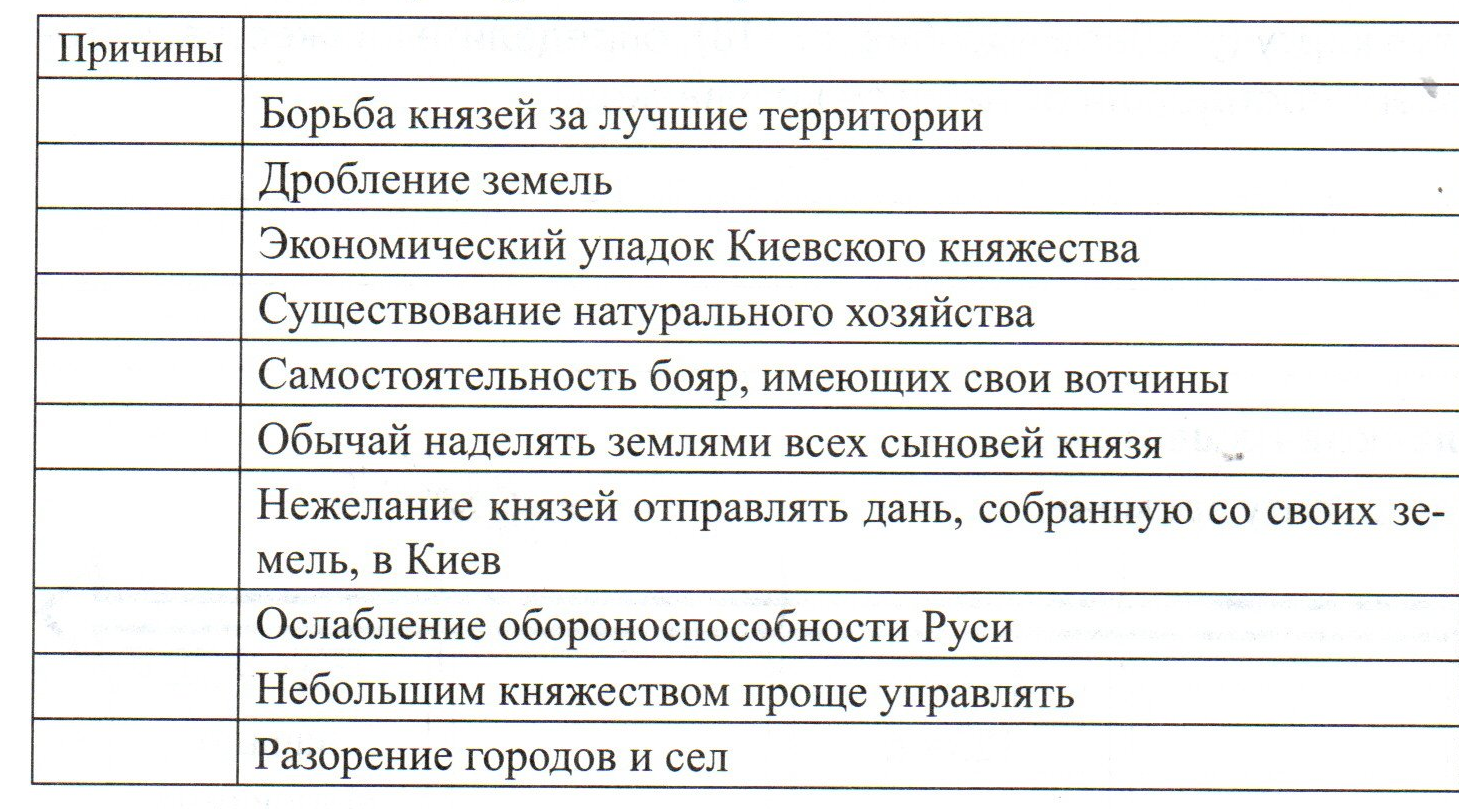 Причины
Борьба князей за лучшие территории
Дробление земель
Экономический упадок Киевского княжества
Существование натурального хозяйства
Самостоятельность бояр, имеющих свои вотчины
Обычай наделять землями всех сыновей князя
Нежелание князей отправлять дань, собранную со своих зе-
мель, в Киев
Ослабление обороноспособности Руси
Небольшим княжеством проще управлять
Разорение городов и сел